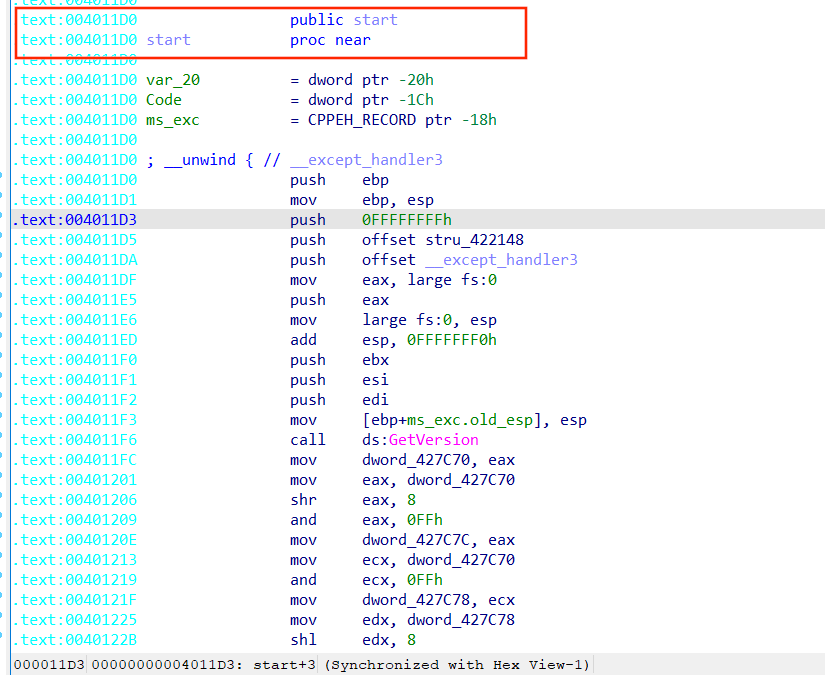 .text:004011D0
.text:004011D0 public start
.text:004011D0 start proc near
.text:004011D0
.text:004011D0 var_20 = dword ptr -20h
.text:004011D0 Code = dword ptr -1Ch
.text:004011D0 ms_exc = CPPEH_RECORD ptr -18h
.text:004011D0
.text:004011D0 ; __unwind { // __except_handler3
.text:004011D0 push ebp
.text:004011D1 mov ebp, esp
.text:004011D3 push 0FFFFFFFFh
.text:004011D5 push offset stru_422148
.text:004011DA push offset __except_handler3
.text:004011DF mov eax, large fs:0
.text:004011E5 push eax
.text:004011E6 mov large fs:0, esp
.text:004011ED add esp, 0FFFFFFF0h
.text:004011F0 push ebx
.text:004011F1 push esi
.text:004011F2 push edi
.text:004011F3 mov [ebp+ms_exc.old_esp], esp
.text:004011F6 call ds:GetVersion
.text:004011FC mov dword_427C70, eax
.text:00401201 mov eax, dword_427C70
.text:00401206 shr eax, 8
.text:00401209 and eax, 0FFh
.text:0040120E mov dword_427C7C, eax
.text:00401213 mov ecx, dword_427C70
.text:00401219 and ecx, 0FFh
.text:0040121F mov dword_427C78, ecx
.text:00401225 mov edx, dword_427C78
.text:0040122B shl edx, 8
000011D3 00000000004011D3: start+3 (Synchronized with Hex View-1)